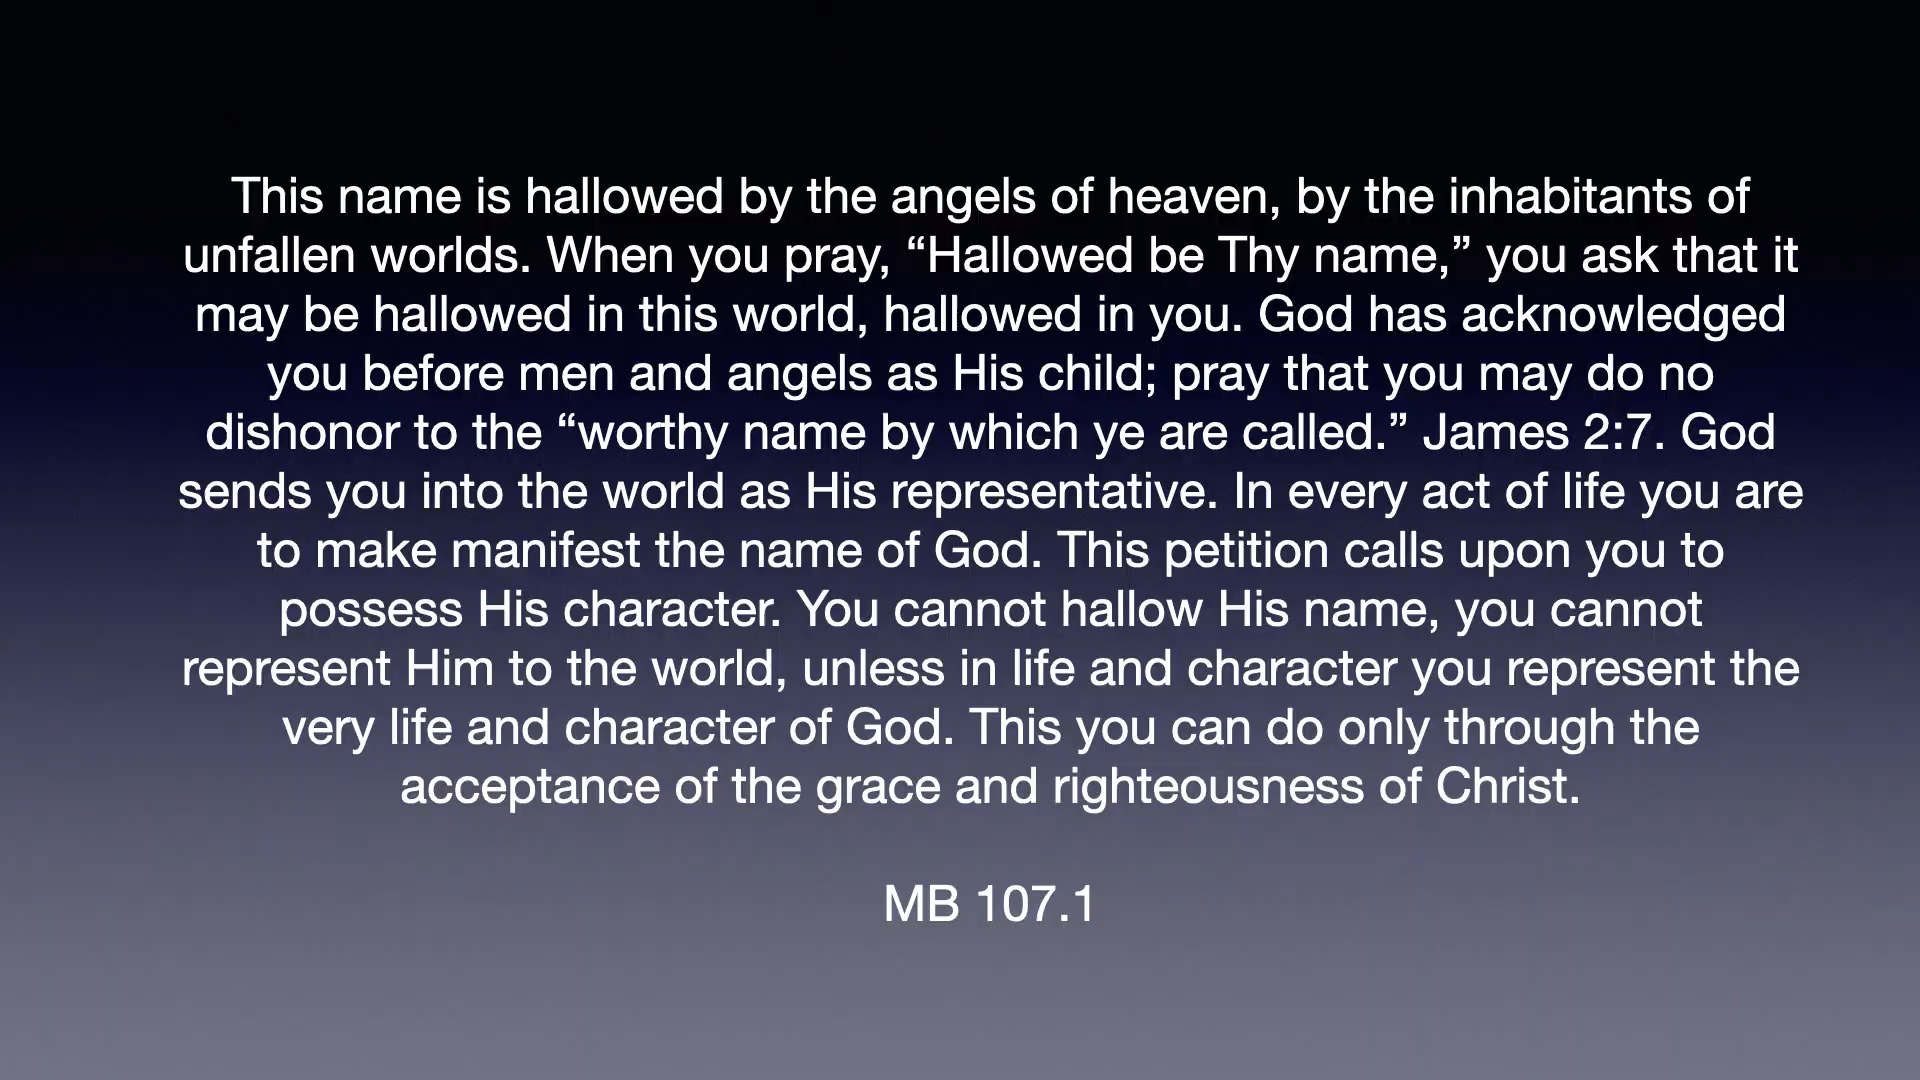 This name is hallowed by the angels of heaven, by the inhabitants of
unfallen worlds. When you pray, “Hallowed be Thy name,” you ask that it
may be hallowed in this world, hallowed in you. God has acknowledged
you before men and angels as His child; pray that you may do no
dishonor to the “worthy name by which ye are called.” James 2:7. God
sends you into the world as His representative. In every act of life you are
to make manifest the name of God. This petition calls upon you to
possess His character. You cannot hallow His name, you cannot
represent Him to the world, unless in life and character you represent the
very life and character of God. This you can do only through the
acceptance of the grace and righteousness of Christ.
MB 107.1